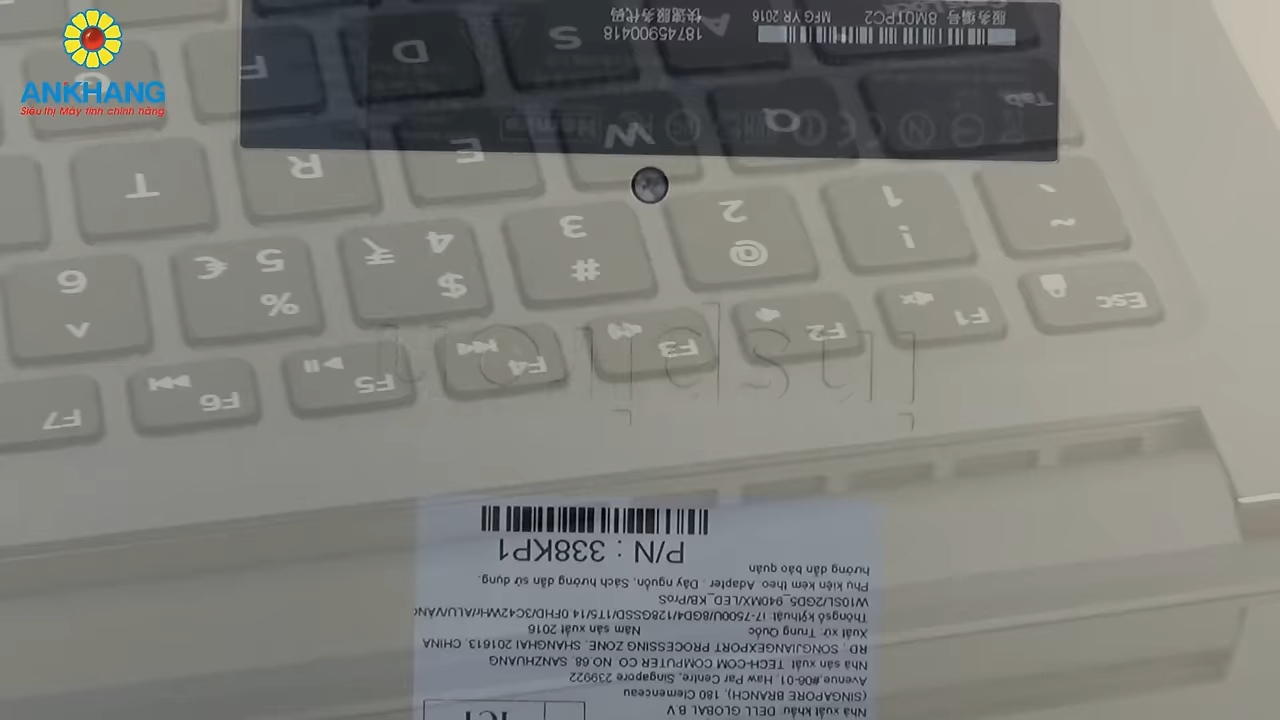 ANKHANG
Siêu thị Máy tính chính hãng
服务编号 8M0TPC2
MFG YR 2016
18745900418
快速服务代码
Tab
Q
W
E
R
T
A
S
D
F
~
`
!
1
@
2
#
3
$
4
₹
%
5
€
^
6
Esc
F1
F2
F3
F4
F5
F6
F7
Inspiron
Nhà xuất khẩu: DELL GLOBAL B.V
(SINGAPORE BRANCH), 180 Clemenceau
Avenue,#06-01, Haw Par Centre, Singapore 239922
Nhà sản xuất: TECH-COM COMPUTER CO. NO.68, SANZHUANG
RD., SONGJIANGEXPORT PROCESSING ZONE, SHANGHAI 201613, CHINA
Xuất xứ: Trung Quốc Năm sản xuất 2016
Thông số kỹ thuật: i7-7500U/8GD4/128GSSD/1T5/14.0FHD/3C42WHr/ALU/VÀNG
W10SL/2GD5_940MX/LED_KB/ProS
Phụ kiện kèm theo: Adapter, Dây nguồn, Sách hướng dẫn sử dụng.
hướng dẫn bảo quản
P/N : 338KP1